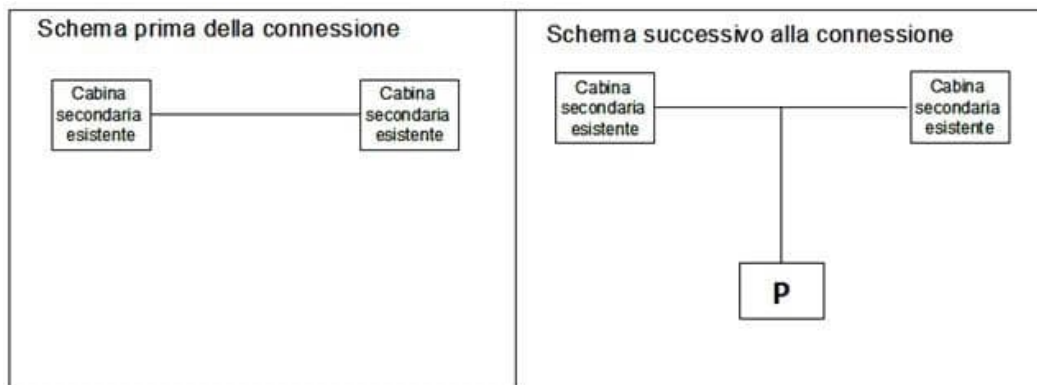 Schema prima della connessione
Cabina
secondaria
esistente
Cabina
secondaria
esistente
Schema successivo alla connessione
Cabina
secondaria
esistente
Cabina
secondaria
esistente
P